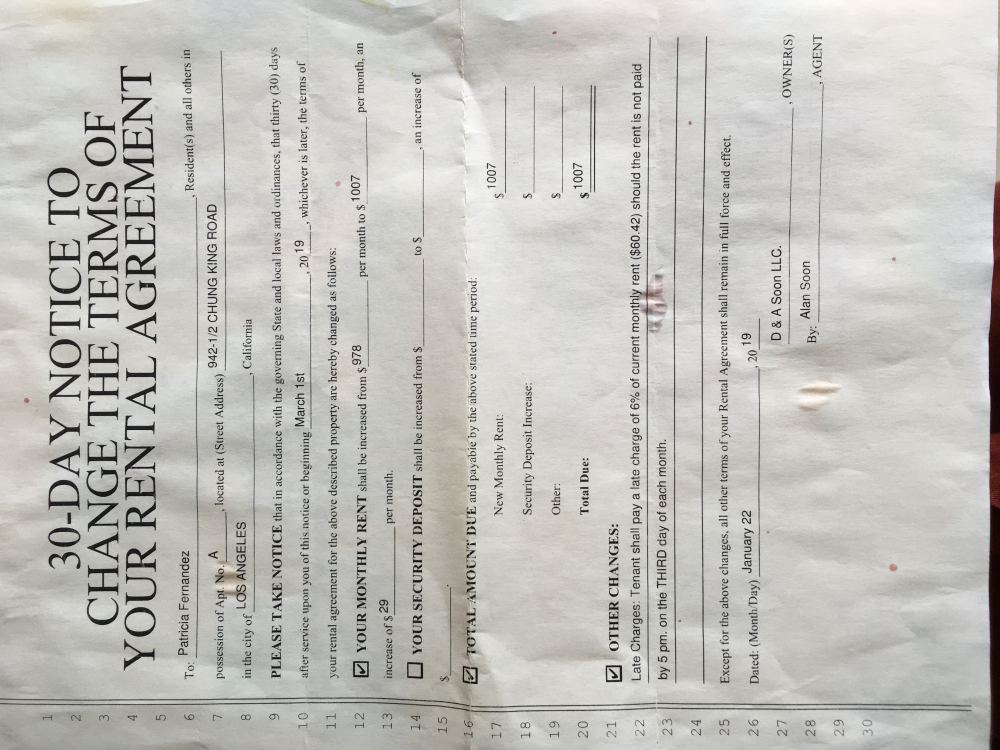 30-DAY NOTICE TO
CHANGE THE TERMS OF
YOUR RENTAL AGREEMENT
To: Patricia Fernandez , Resident(s) and all others in
possession of Apt. No. A , located at (Street Address) 942-1/2 CHUNG KING ROAD
in the city of LOS ANGELES , California
PLEASE TAKE NOTICE that in accordance with the governing State and local laws and ordinances, that thirty (30) days
after service upon you of this notice or beginning March 1st , 20 19 , whichever is later, the terms of
your rental agreement for the above described property are hereby changed as follows:
☑ YOUR MONTHLY RENT shall be increased from $ 978 per month to $ 1007 per month, an
increase of $ 29 per month.
☐ YOUR SECURITY DEPOSIT shall be increased from $ to $ , an increase of
$ .
☑ TOTAL AMOUNT DUE and payable by the above stated time period:
New Monthly Rent: $ 1007
Security Deposit Increase: $
Other: $
Total Due: $ 1007
☑ OTHER CHANGES:
Late Charges: Tenant shall pay a late charge of 6% of current monthly rent ($60.42) should the rent is not paid
by 5 pm. on the THIRD day of each month.
Except for the above changes, all other terms of your Rental Agreement shall remain in full force and effect.
Dated: (Month/Day) January 22 , 20 19
D & A Soon LLC. , OWNER(S)
By: Alan Soon , AGENT
1
2
3
4
5
6
7
8
9
10
11
12
13
14
15
16
17
18
19
20
21
22
23
24
25
26
27
28
29
30